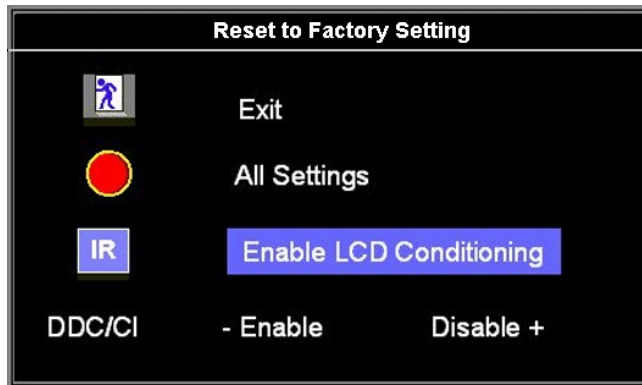 Reset to Factory Setting
Exit
All Settings
IR Enable LCD Conditioning
DDC/CI - Enable Disable +